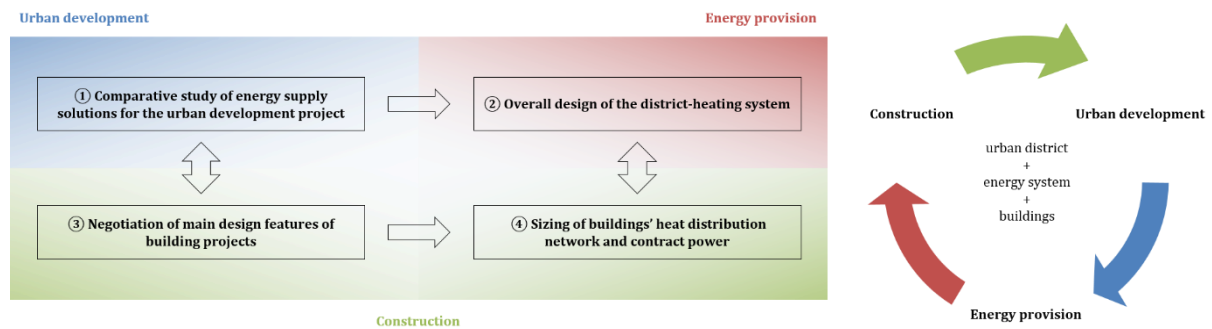 Urban development
Energy provision
① Comparative study of energy supply
solutions for the urban development project
② Overall design of the district-heating system
③ Negotiation of main design features of
building projects
④ Sizing of buildings’ heat distribution
network and contract power
Construction
Energy provision
Construction
Urban development
urban district
+
energy system
+
buildings
Energy provision